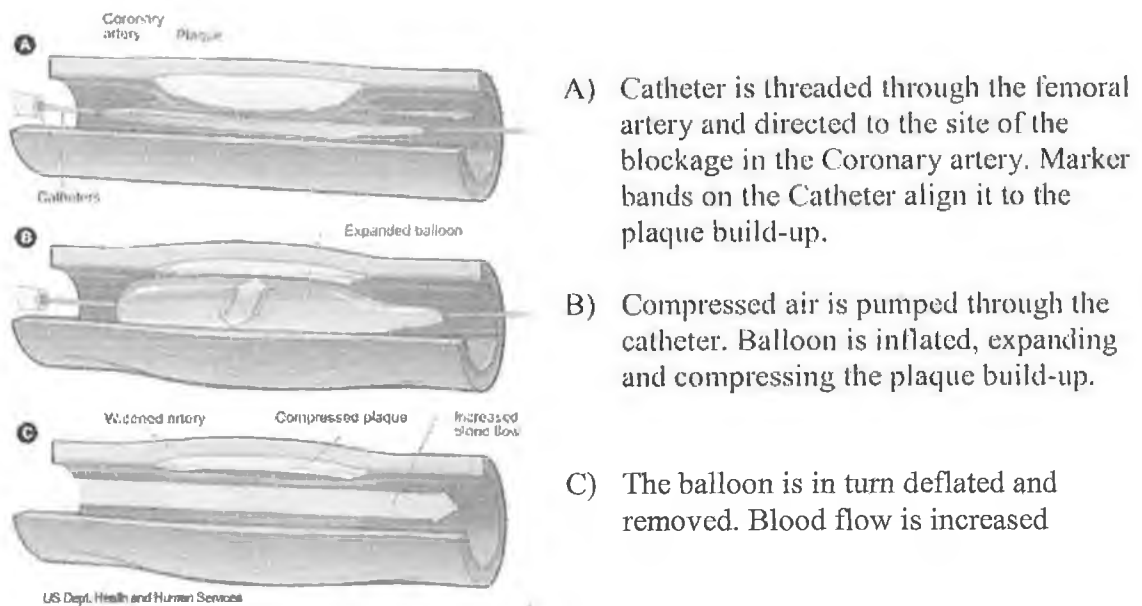 Coronary
artery Plaque
A
Catheters
A) Catheter is threaded through the femoral
artery and directed to the site of the
blockage in the Coronary artery. Marker
bands on the Catheter align it to the
plaque build-up.
B
Expanded balloon
B) Compressed air is pumped through the
catheter. Balloon is inflated, expanding
and compressing the plaque build-up.
C
Widened artery Compressed plaque Increased
blood flow
C) The balloon is in turn deflated and
removed. Blood flow is increased
US Dept. Health and Human Services